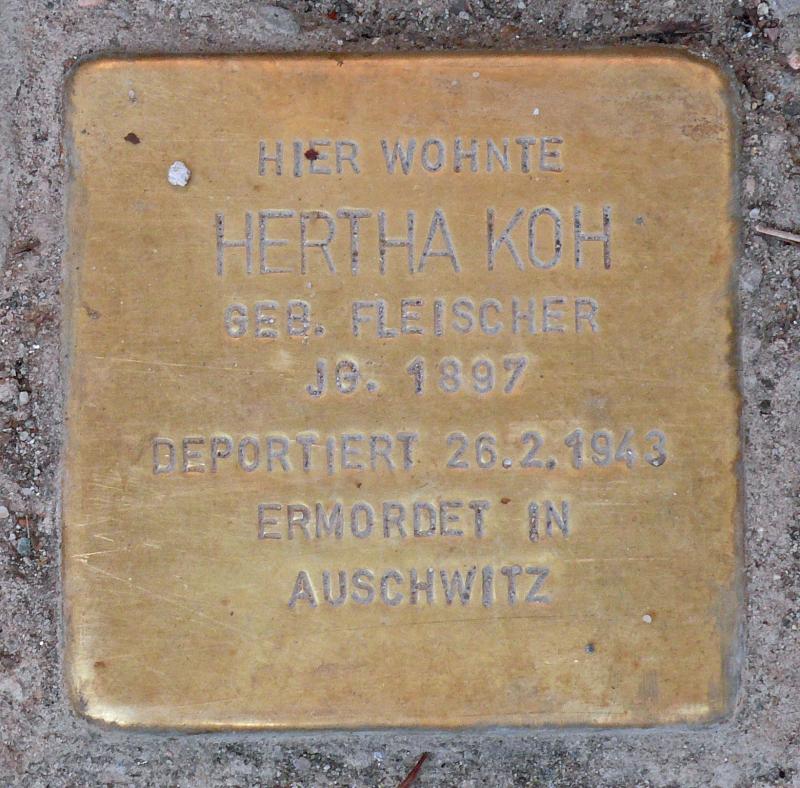 HIER WOHNTE
HERTHA KOH
GEB. FLEISCHER
JG. 1897
DEPORTIERT 26.2.1943
ERMORDET IN
AUSCHWITZ